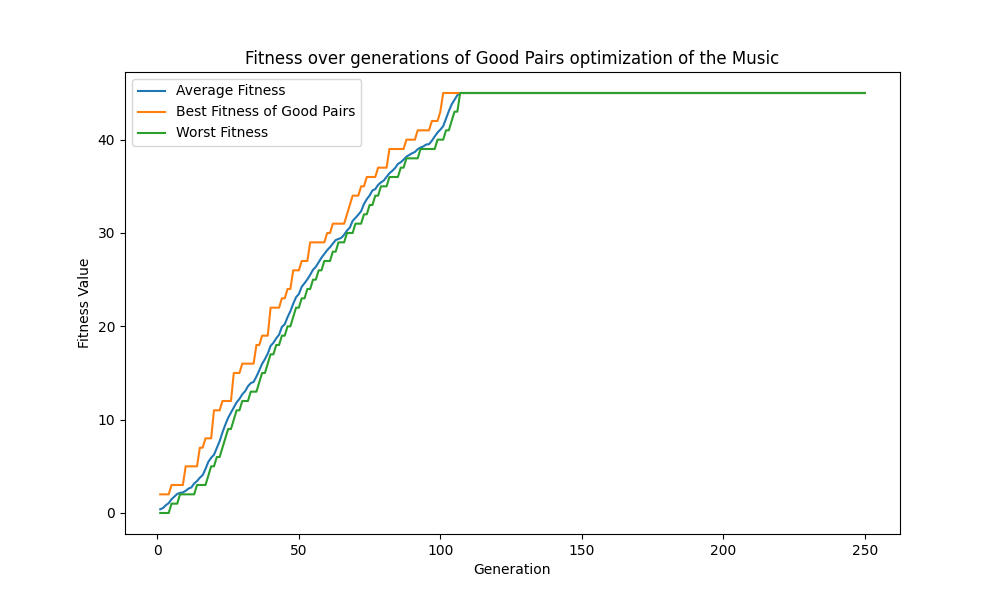 Fitness over generations of Good Pairs optimization of the Music
Average Fitness
Best Fitness of Good Pairs
Worst Fitness
Fitness Value
40
30
20
10
0
0 50 100 150 200 250
Generation